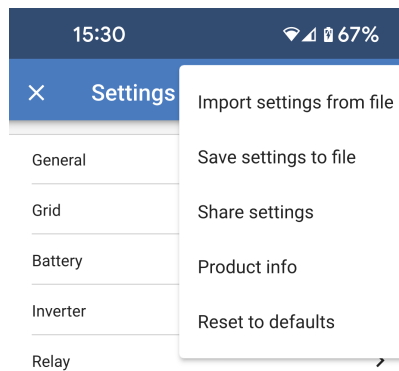 15:30 67%
Settings
Import settings from file
Save settings to file
Share settings
Product info
Reset to defaults
General
Grid
Battery
Inverter
Relay